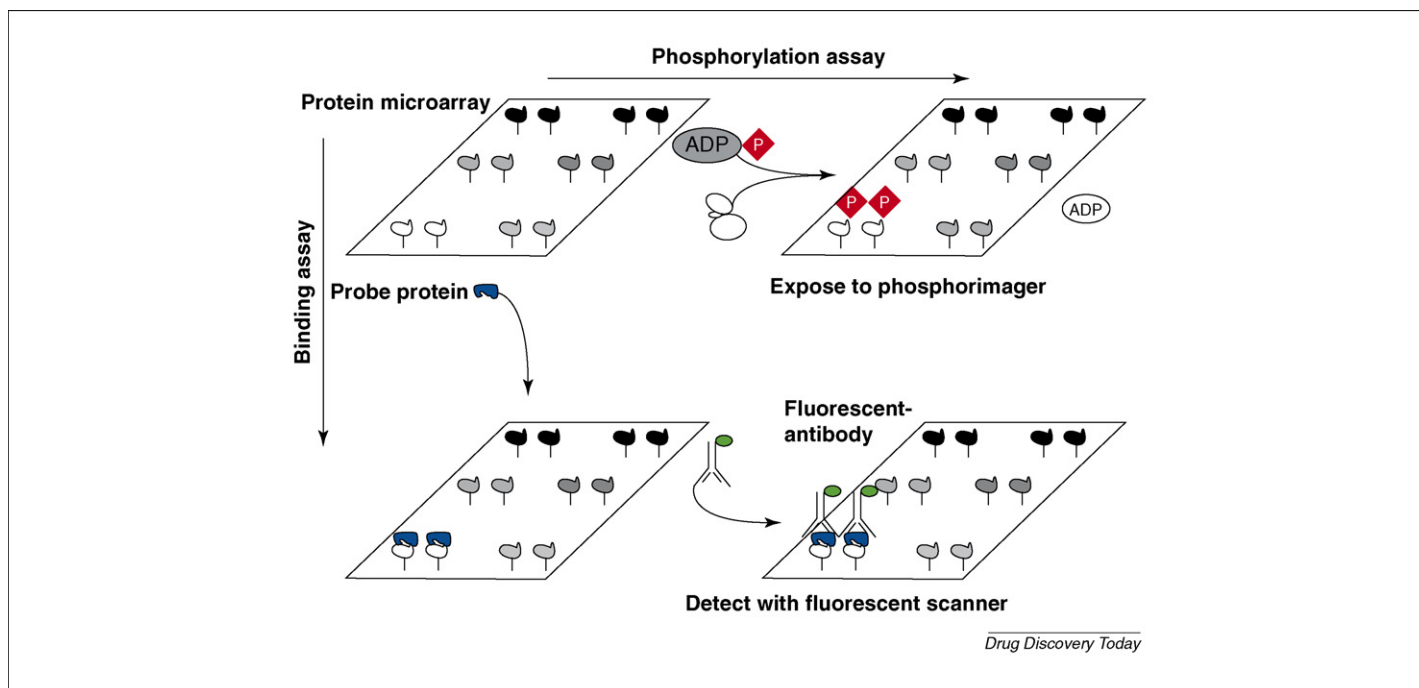 Phosphorylation assay
Protein microarray
ADP
P
P
P
ADP
Expose to phosphorimager
Binding assay
Probe protein
Fluorescent-
antibody
Detect with fluorescent scanner
Drug Discovery Today